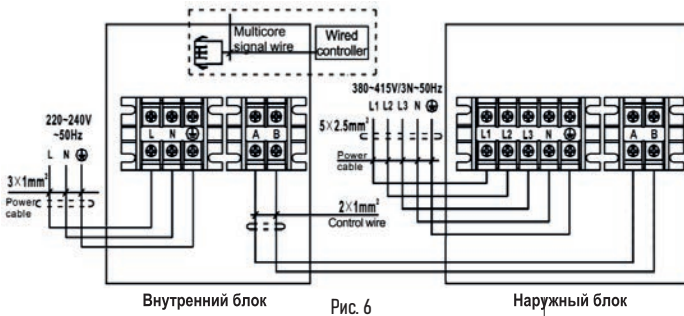 Multicore
signal wire
Wired
controller
380~415V/3N~50Hz
L1 L2 L3 N
5×2.5mm²
Power
cable
220~240V
~50Hz
L N
3×1mm²
Power
cable
L N
A B
2×1mm²
Control wire
L1 L2 L3 N
A B
Внутренний блок
Рис. 6
Наружный блок